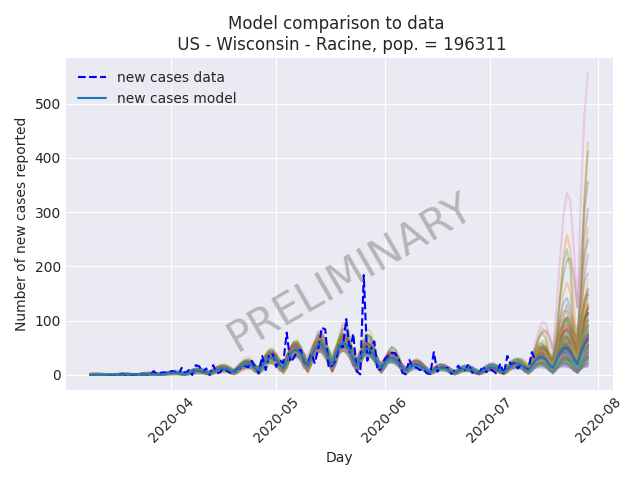 Model comparison to data
US - Wisconsin - Racine, pop. = 196311
new cases data
new cases model
Number of new cases reported
500
400
300
200
100
0
PRELIMINARY
2020-04
2020-05
2020-06
2020-07
2020-08
Day